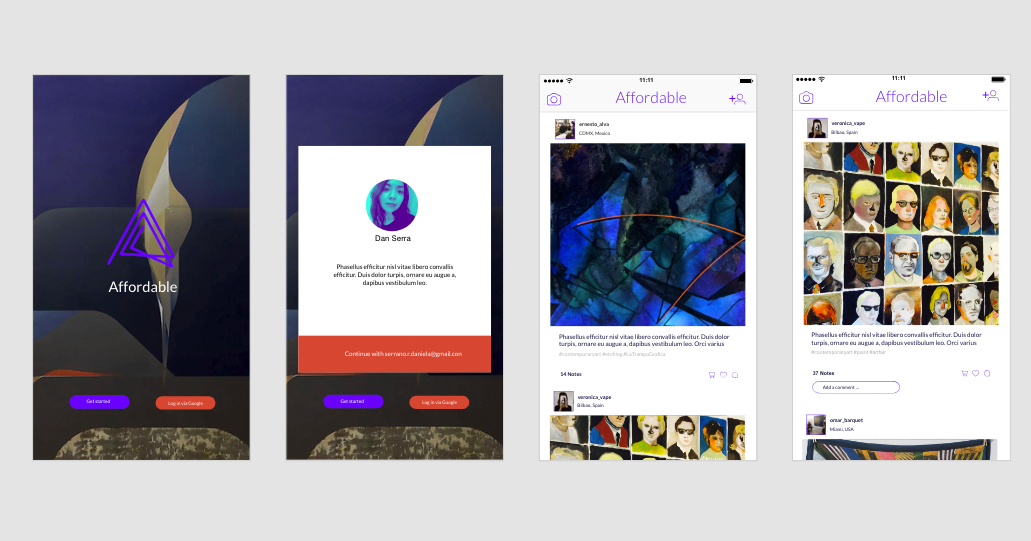 Affordable
Get started
Log in via Google
Dan Serra
Phasellus efficitur nisl vitae libero convallis
efficitur. Duis dolor turpis, ornare eu augue a,
dapibus vestibulum leo.
Continue with serrano.r.daniela@gmail.con
Get started
Log in via Google
11:11
Affordable
ernesto_alva
CDMX, Mexico
Phasellus efficitur nisl vitae libero convallis efficitur. Duis dolor
turpis, ornare eu augue a, dapibus vestibulum leo. Orci varius
#contemporaryart #etching #LaTrampaGrafica
14 Notes
veronica_vape
Bilbao, Spain
11:11
Affordable
veronica_vape
Bilbao, Spain
Phasellus efficitur nisl vitae libero convallis efficitur. Duis dolor
turpis, ornare eu augue a, dapibus vestibulum leo. Orci varius
#contemporaryart #paint #artfair
37 Notes
Add a comment ...
omar_barquet
Miami, USA